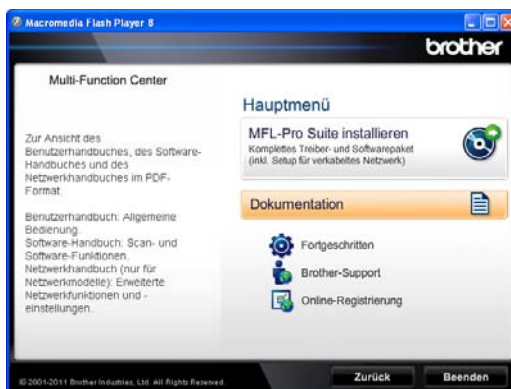 Macromedia Flash Player 8
brother
Multi-Function Center
Zur Ansicht des
Benutzerhandbuches, des Software-
Handbuches und des
Netzwerkhandbuches im PDF-
Format.
Benutzerhandbuch: Allgemeine
Bedienung.
Software-Handbuch: Scan- und
Software-Funktionen.
Netzwerkhandbuch (nur für
Netzwerkmodelle): Erweiterte
Netzwerkfunktionen und -
einstellungen.
Hauptmenü
MFL-Pro Suite installieren
Komplettes Treiber- und Softwarepaket
(inkl. Setup für verkabeltes Netzwerk)
Dokumentation
Fortgeschritten
Brother-Support
Online-Registrierung
© 2001-2011 Brother Industries, Ltd. All Rights Reserved.
Zurück
Beenden